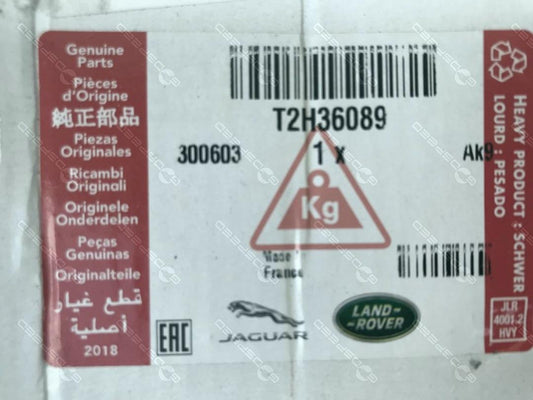 Genuine
Parts
Pièces
d'Origine
純正部品
Piezas
Originales
Ricambi
Originali
Originele
Onderdelen
Peças
Genuinas
Originalteile
قطع غيار
أصلية
2018
T2H36089
300603
1 x
Ak9
Kg
Made
France
EAC
JAGUAR
LAND-
-ROVER
HEAVY PRODUCT : SCHWER
LOURD : PESADO
JLR
4001.2
HVY